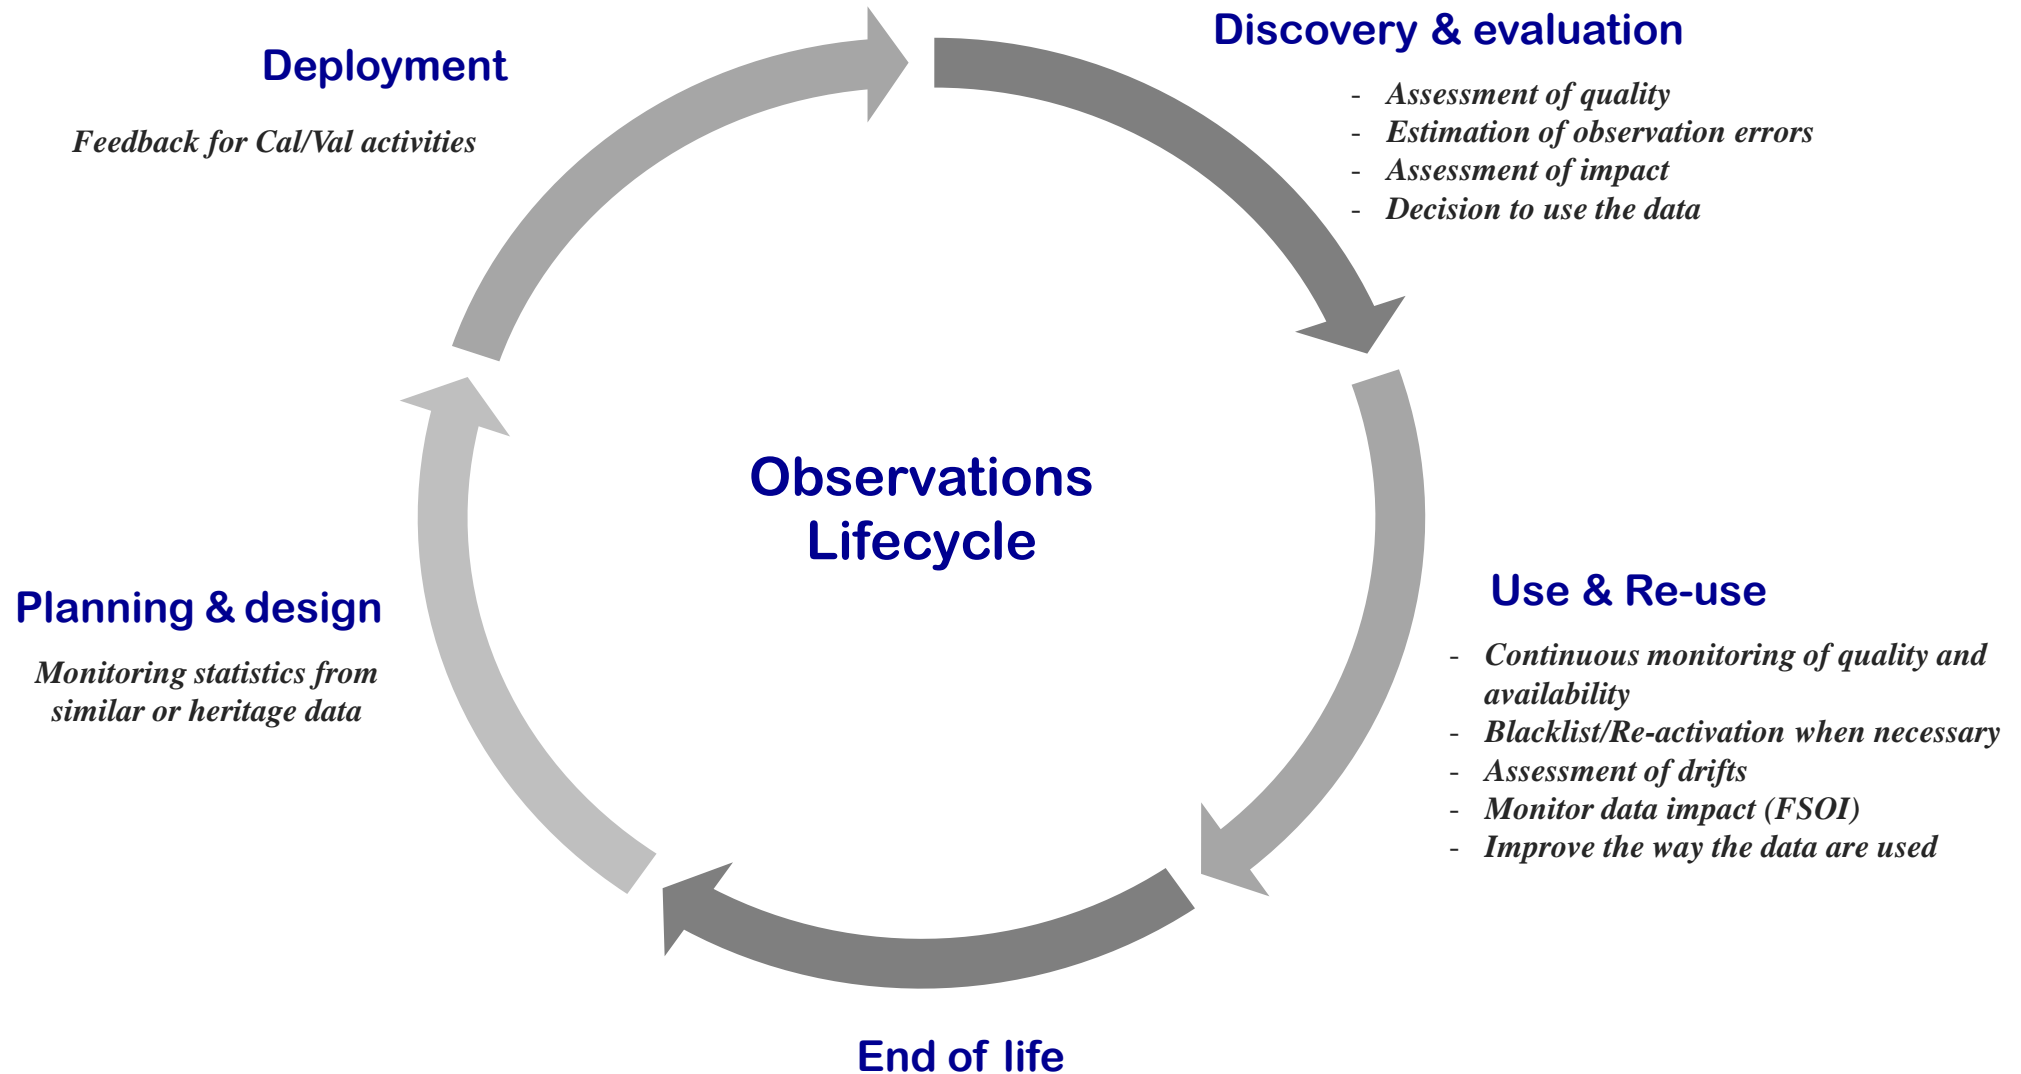 Discovery & evaluation
- Assessment of quality
- Estimation of observation errors
- Assessment of impact
- Decision to use the data
Deployment
Feedback for Cal/Val activities
Observations
Lifecycle
Use & Re-use
- Continuous monitoring of quality and
availability
- Blacklist/Re-activation when necessary
- Assessment of drifts
- Monitor data impact (FSOI)
- Improve the way the data are used
Planning & design
Monitoring statistics from
similar or heritage data
End of life